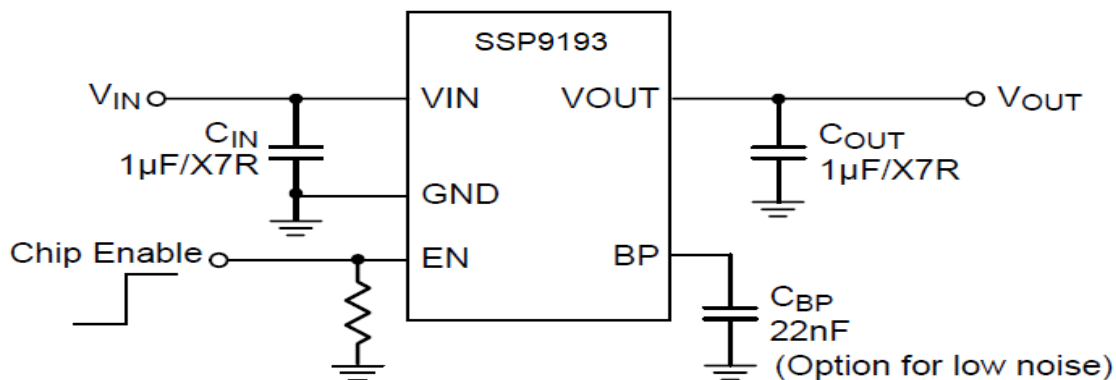 SSP9193
VIN
VIN
VOUT
VOUT
CIN
1µF/X7R
COUT
1µF/X7R
GND
Chip Enable
EN
BP
CBP
22nF
(Option for low noise)